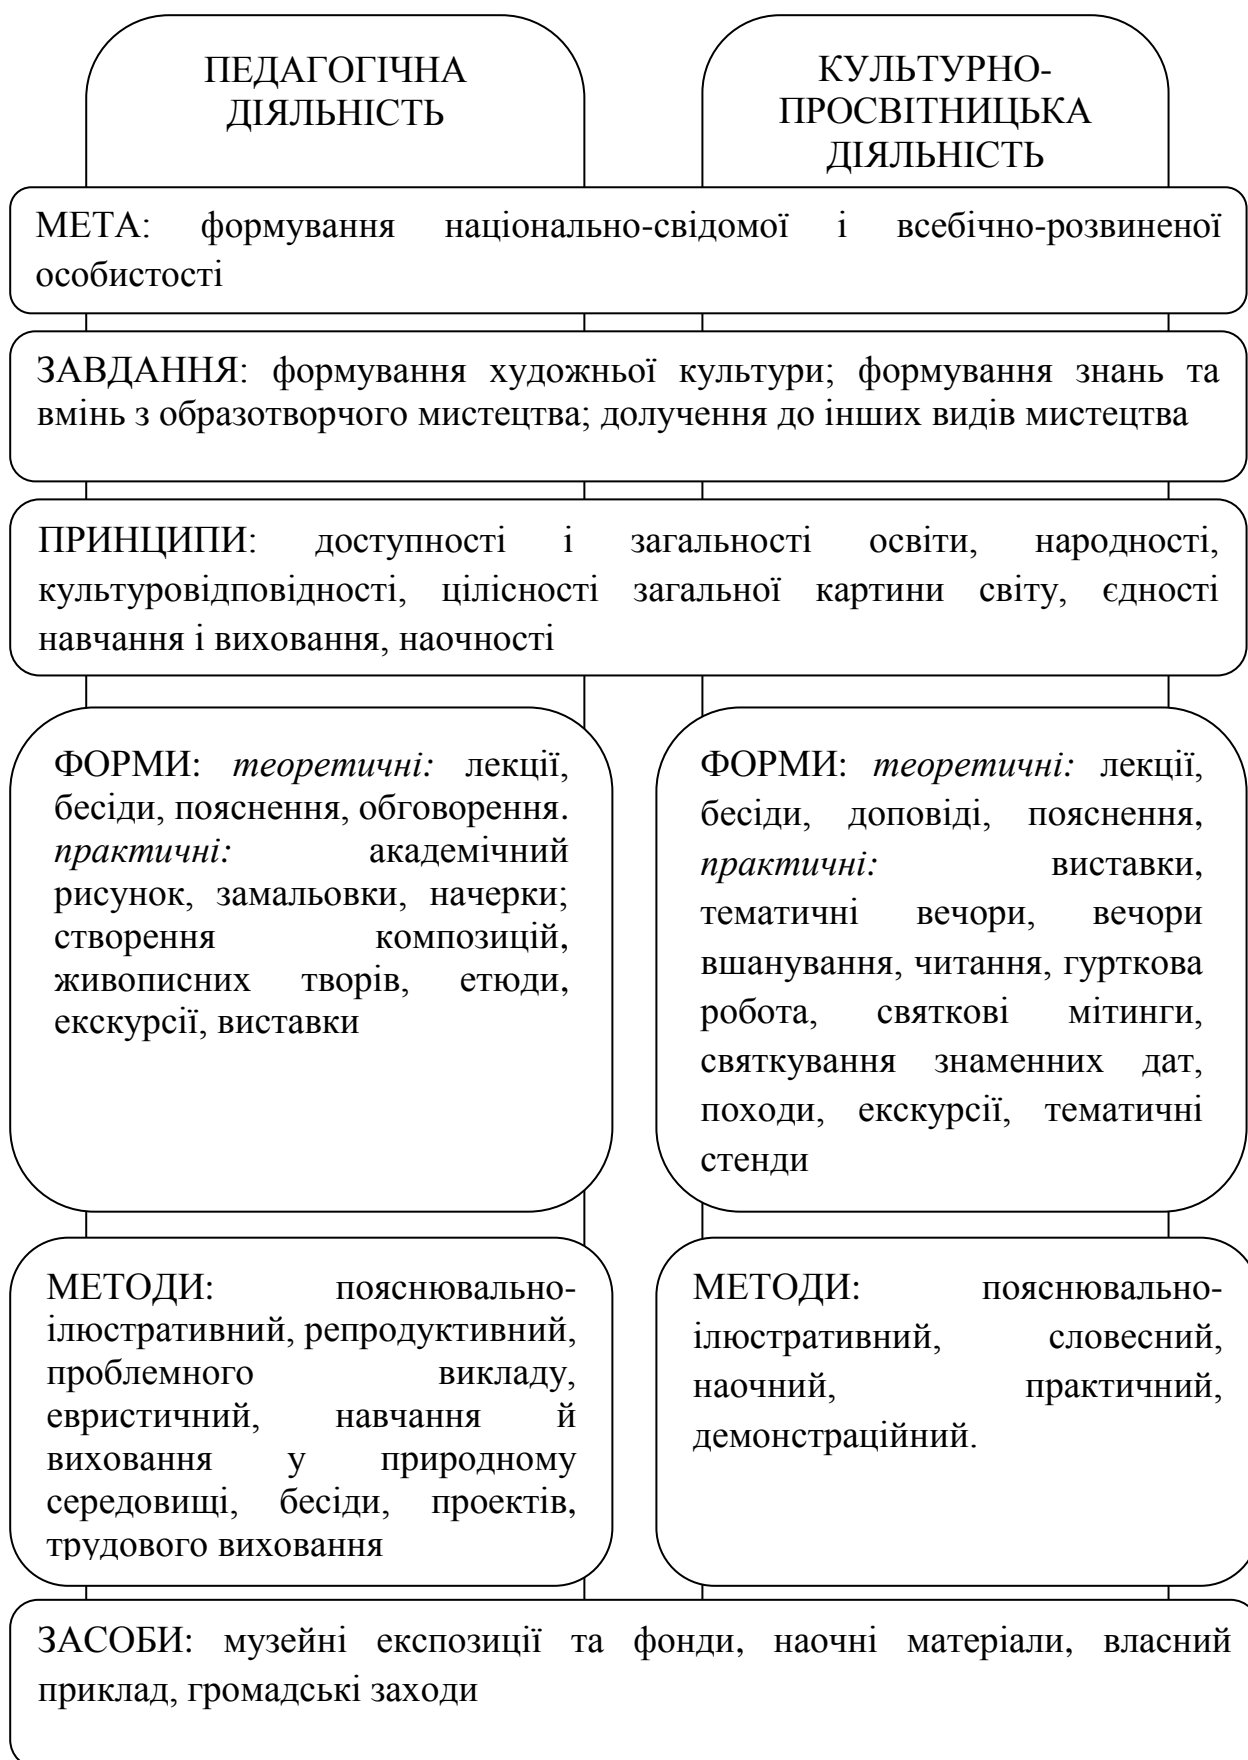 ПЕДАГОГІЧНА
ДІЯЛЬНІСТЬ
КУЛЬТУРНО-
ПРОСВІТНИЦЬКА
ДІЯЛЬНІСТЬ
МЕТА: формування національно-свідомої і всебічно-розвиненої
особистості
ЗАВДАННЯ: формування художньої культури; формування знань та
вмінь з образотворчого мистецтва; долучення до інших видів мистецтва
ПРИНЦИПИ: доступності і загальності освіти, народності,
культуровідповідності, цілісності загальної картини світу, єдності
навчання і виховання, наочності
ФОРМИ: теоретичні: лекції,
бесіди, пояснення, обговорення.
практичні: академічний
рисунок, замальовки, начерки;
створення композицій,
живописних творів, етюди,
екскурсії, виставки
ФОРМИ: теоретичні: лекції,
бесіди, доповіді, пояснення,
практичні: виставки,
тематичні вечори, вечори
вшанування, читання, гурткова
робота, святкові мітинги,
святкування знаменних дат,
походи, екскурсії, тематичні
стенди
МЕТОДИ: пояснювально-
ілюстративний, репродуктивний,
проблемного викладу,
евристичний, навчання й
виховання у природному
середовищі, бесіди, проектів,
трудового виховання
МЕТОДИ: пояснювально-
ілюстративний, словесний,
наочний, практичний,
демонстраційний.
ЗАСОБИ: музейні експозиції та фонди, наочні матеріали, власний
приклад, громадські заходи